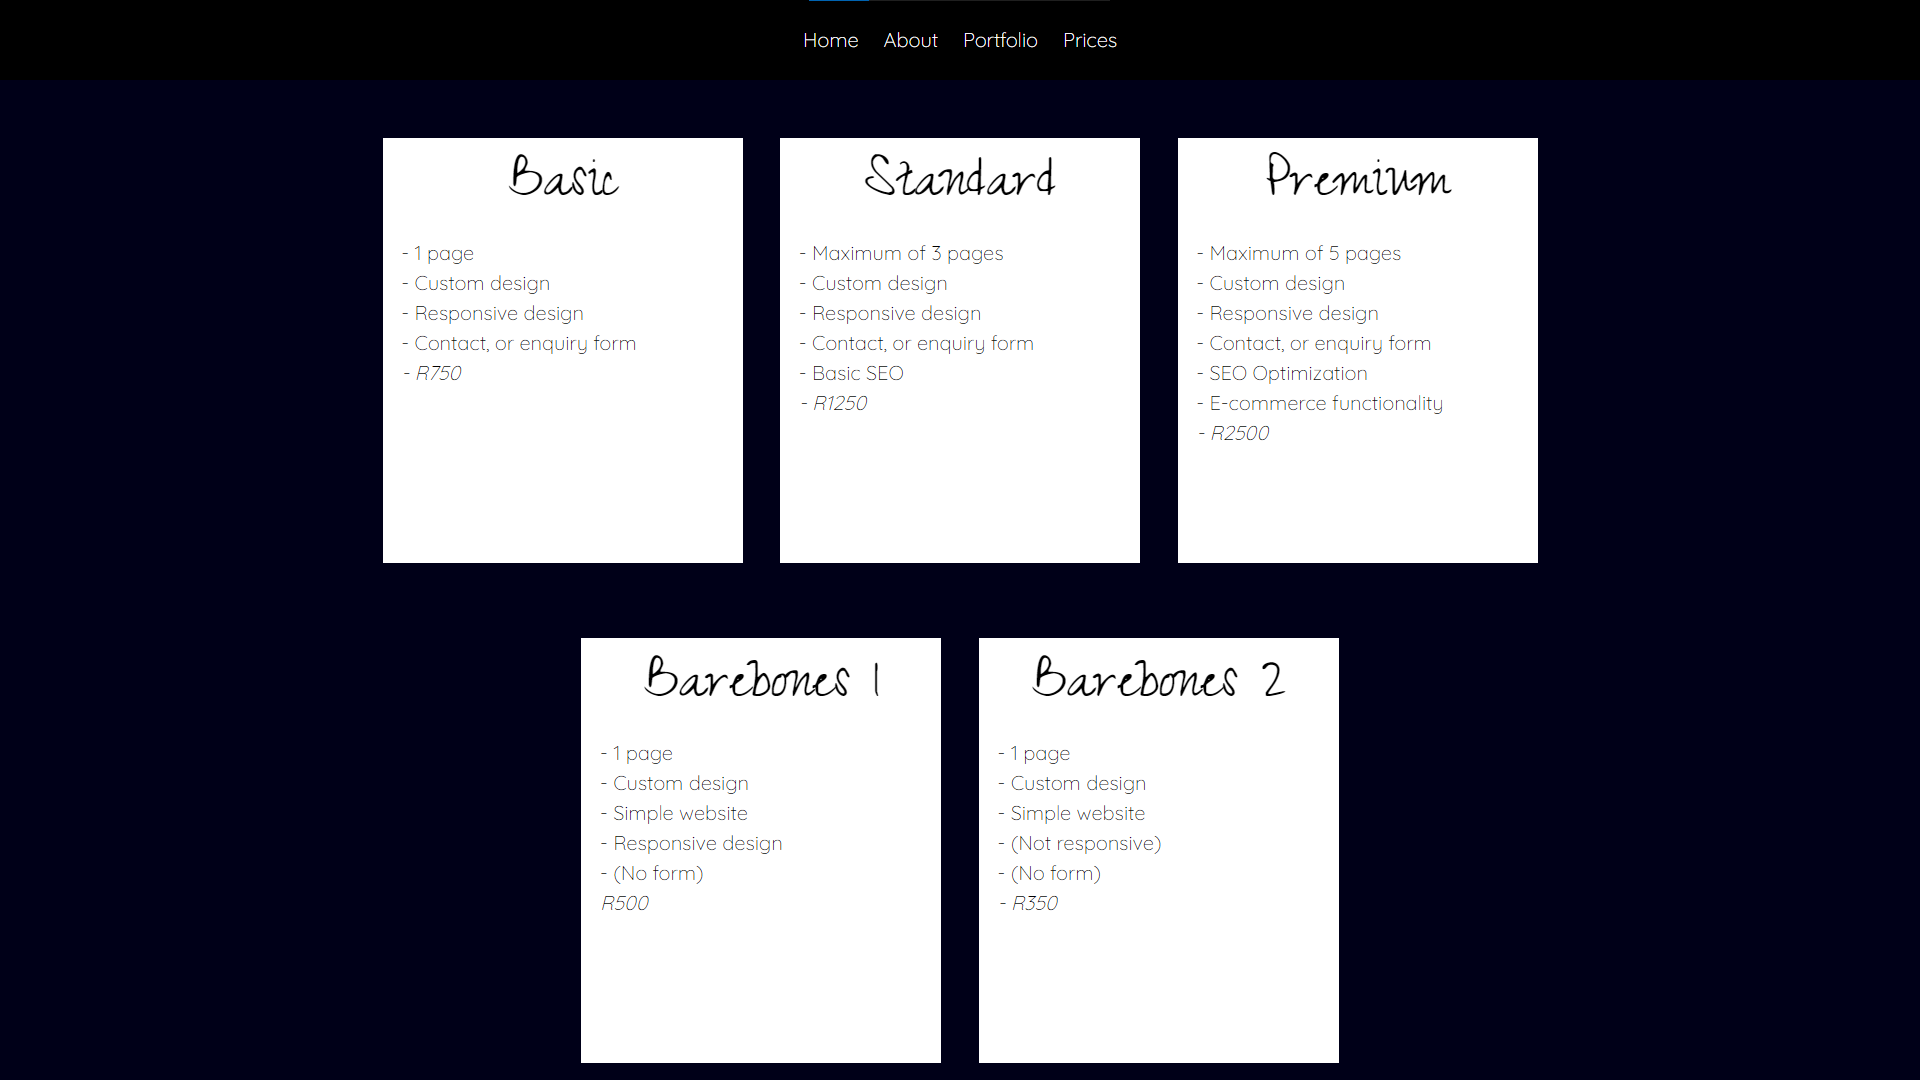 Home About Portfolio Prices
Basic
- 1 page
- Custom design
- Responsive design
- Contact, or enquiry form
- R750
Standard
- Maximum of 3 pages
- Custom design
- Responsive design
- Contact, or enquiry form
- Basic SEO
- R1250
Premium
- Maximum of 5 pages
- Custom design
- Responsive design
- Contact, or enquiry form
- SEO Optimization
- E-commerce functionality
- R2500
Barebones 1
- 1 page
- Custom design
- Simple website
- Responsive design
- (No form)
R500
Barebones 2
- 1 page
- Custom design
- Simple website
- (Not responsive)
- (No form)
- R350